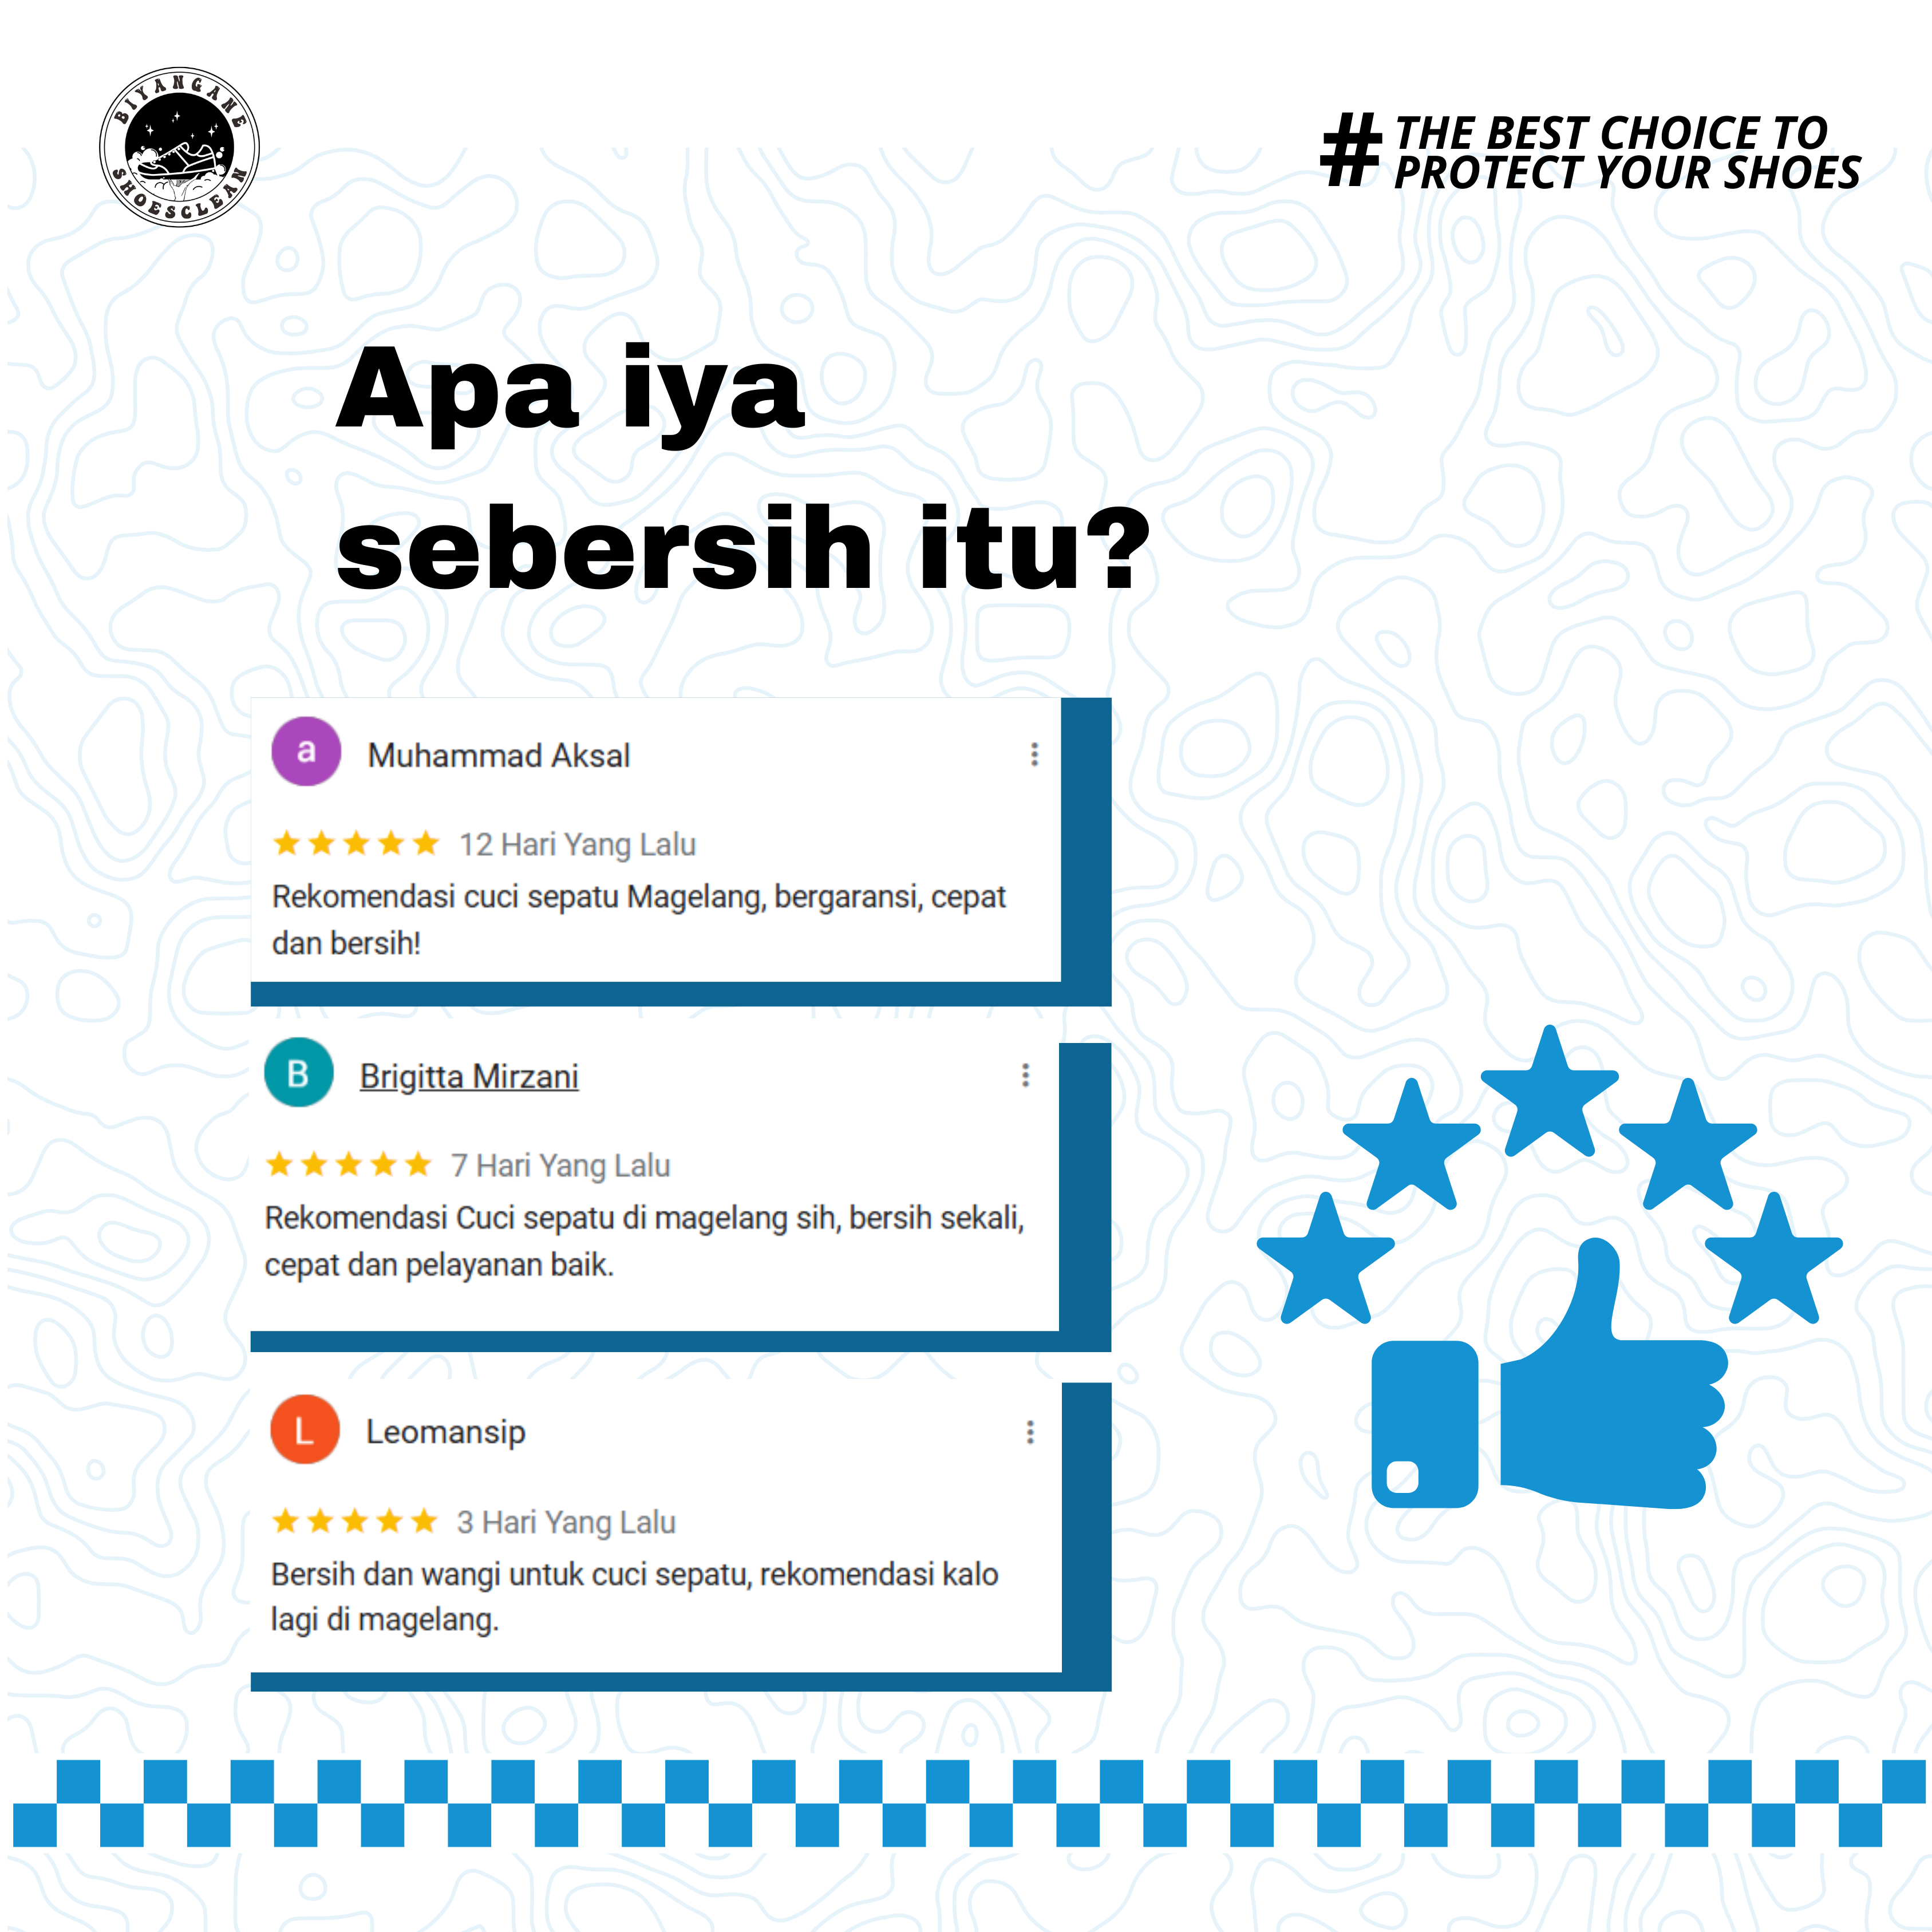 BIYANGANE
SHOESCLEAN
# THE BEST CHOICE TO
PROTECT YOUR SHOES
Apa iya
sebersih itu?
a
Muhammad Aksal
12 Hari Yang Lalu
Rekomendasi cuci sepatu Magelang, bergaransi, cepat
dan bersih!
B
Brigitta Mirzani
7 Hari Yang Lalu
Rekomendasi Cuci sepatu di magelang sih, bersih sekali,
cepat dan pelayanan baik.
L
Leomansip
3 Hari Yang Lalu
Bersih dan wangi untuk cuci sepatu, rekomendasi kalo
lagi di magelang.